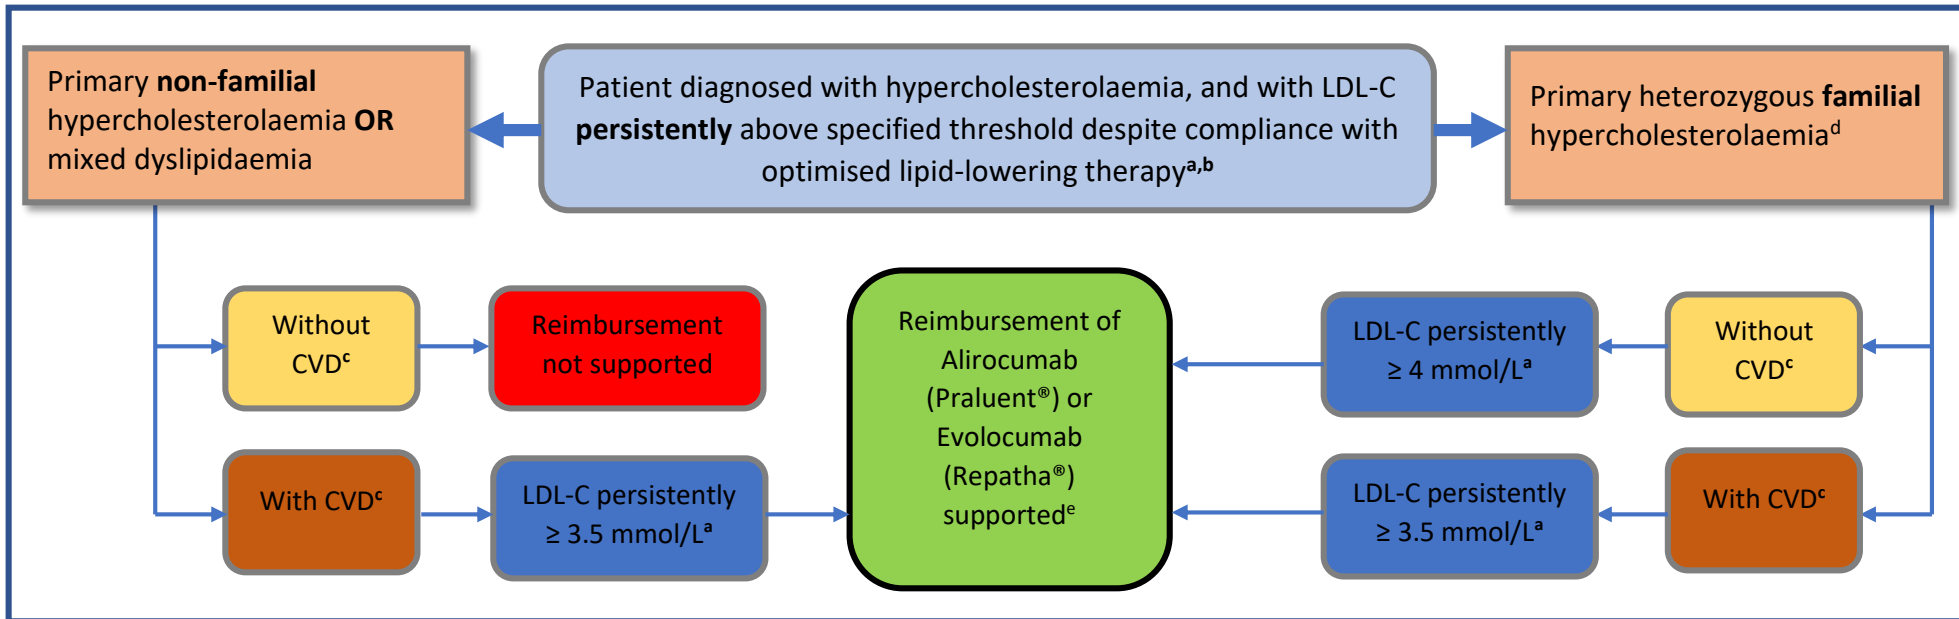 Primary non-familial
hypercholesterolaemia OR
mixed dyslipidaemia
Patient diagnosed with hypercholesterolaemia, and with LDL-C
persistently above specified threshold despite compliance with
optimised lipid-lowering therapyᵃ,ᵇ
Primary heterozygous familial
hypercholesterolaemiaᵈ
Without
CVDᶜ
Reimbursement
not supported
With CVDᶜ
LDL-C persistently
≥ 3.5 mmol/Lᵃ
Reimbursement of
Alirocumab
(Praluent®) or
Evolocumab
(Repatha®)
supportedᵉ
LDL-C persistently
≥ 4 mmol/Lᵃ
Without
CVDᶜ
LDL-C persistently
≥ 3.5 mmol/Lᵃ
With CVDᶜ